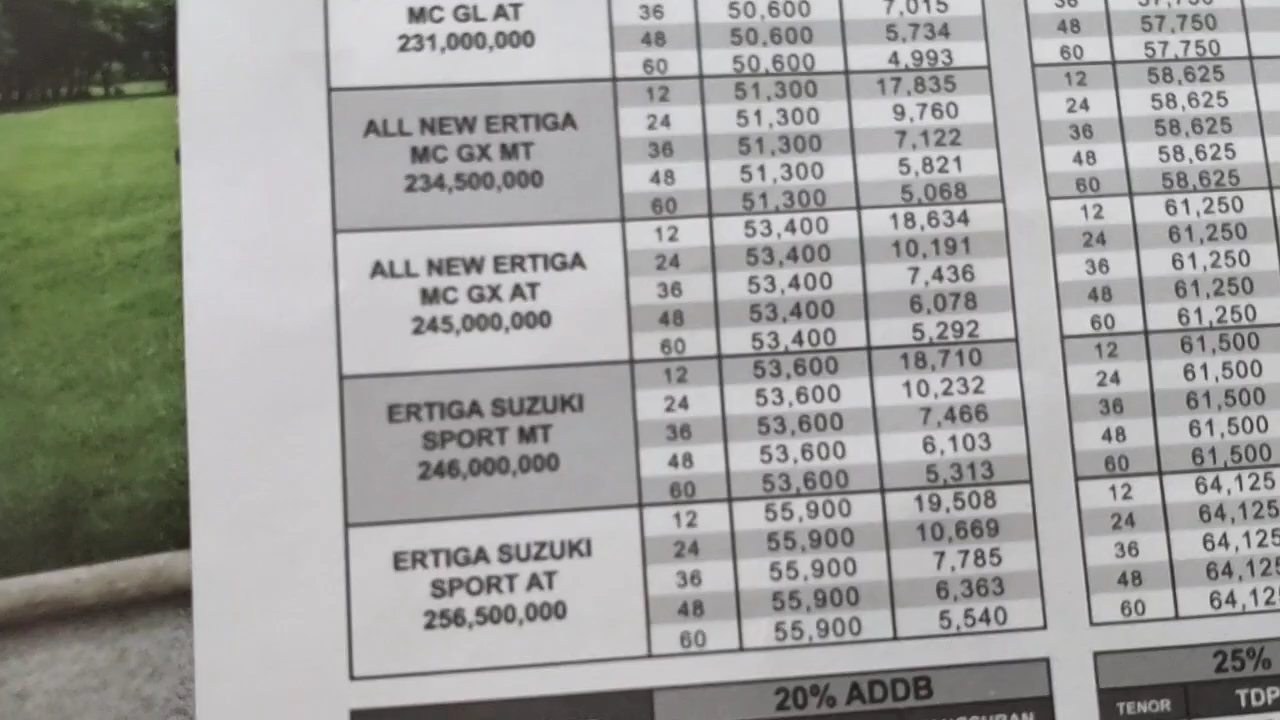 MC GL AT
231,000,000
36 50,600 7,015
48 50,600 5,734 48 57,750
60 50,600 4,993 60 57,750
ALL NEW ERTIGA
MC GX MT
234,500,000
12 51,300 17,835 12 58,625
24 51,300 9,760 24 58,625
36 51,300 7,122 36 58,625
48 51,300 5,821 48 58,625
60 51,300 5,068 60 58,625
ALL NEW ERTIGA
MC GX AT
245,000,000
12 53,400 18,634 12 61,250
24 53,400 10,191 24 61,250
36 53,400 7,436 36 61,250
48 53,400 6,078 48 61,250
60 53,400 5,292 60 61,250
ERTIGA SUZUKI
SPORT MT
246,000,000
12 53,600 18,710 12 61,500
24 53,600 10,232 24 61,500
36 53,600 7,466 36 61,500
48 53,600 6,103 48 61,500
60 53,600 5,313 60 61,500
ERTIGA SUZUKI
SPORT AT
256,500,000
12 55,900 19,508 12 64,125
24 55,900 10,669 24 64,125
36 55,900 7,785 36 64,125
48 55,900 6,363 48
60 55,900 5,540 60
20% ADDB 25%
TENOR TDP